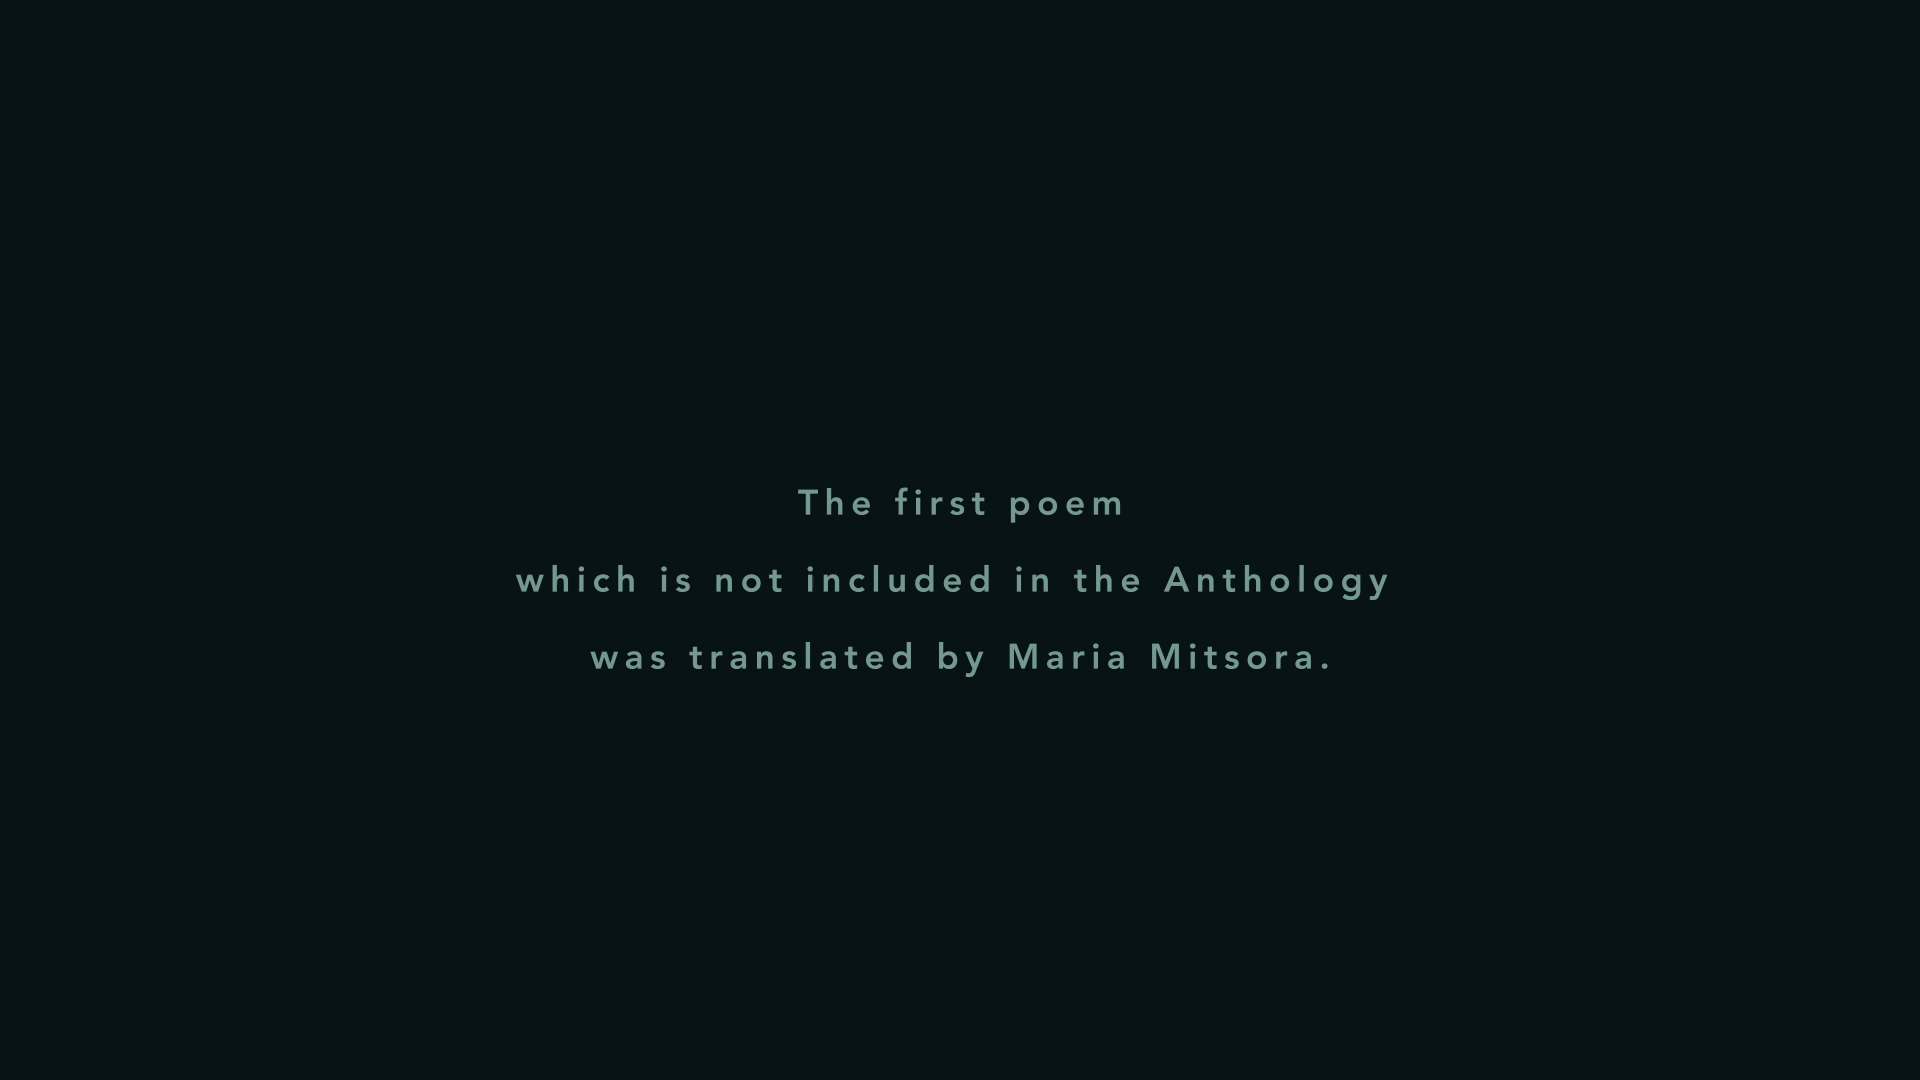 The first poem
which is not included in the Anthology
was translated by Maria Mitsora.